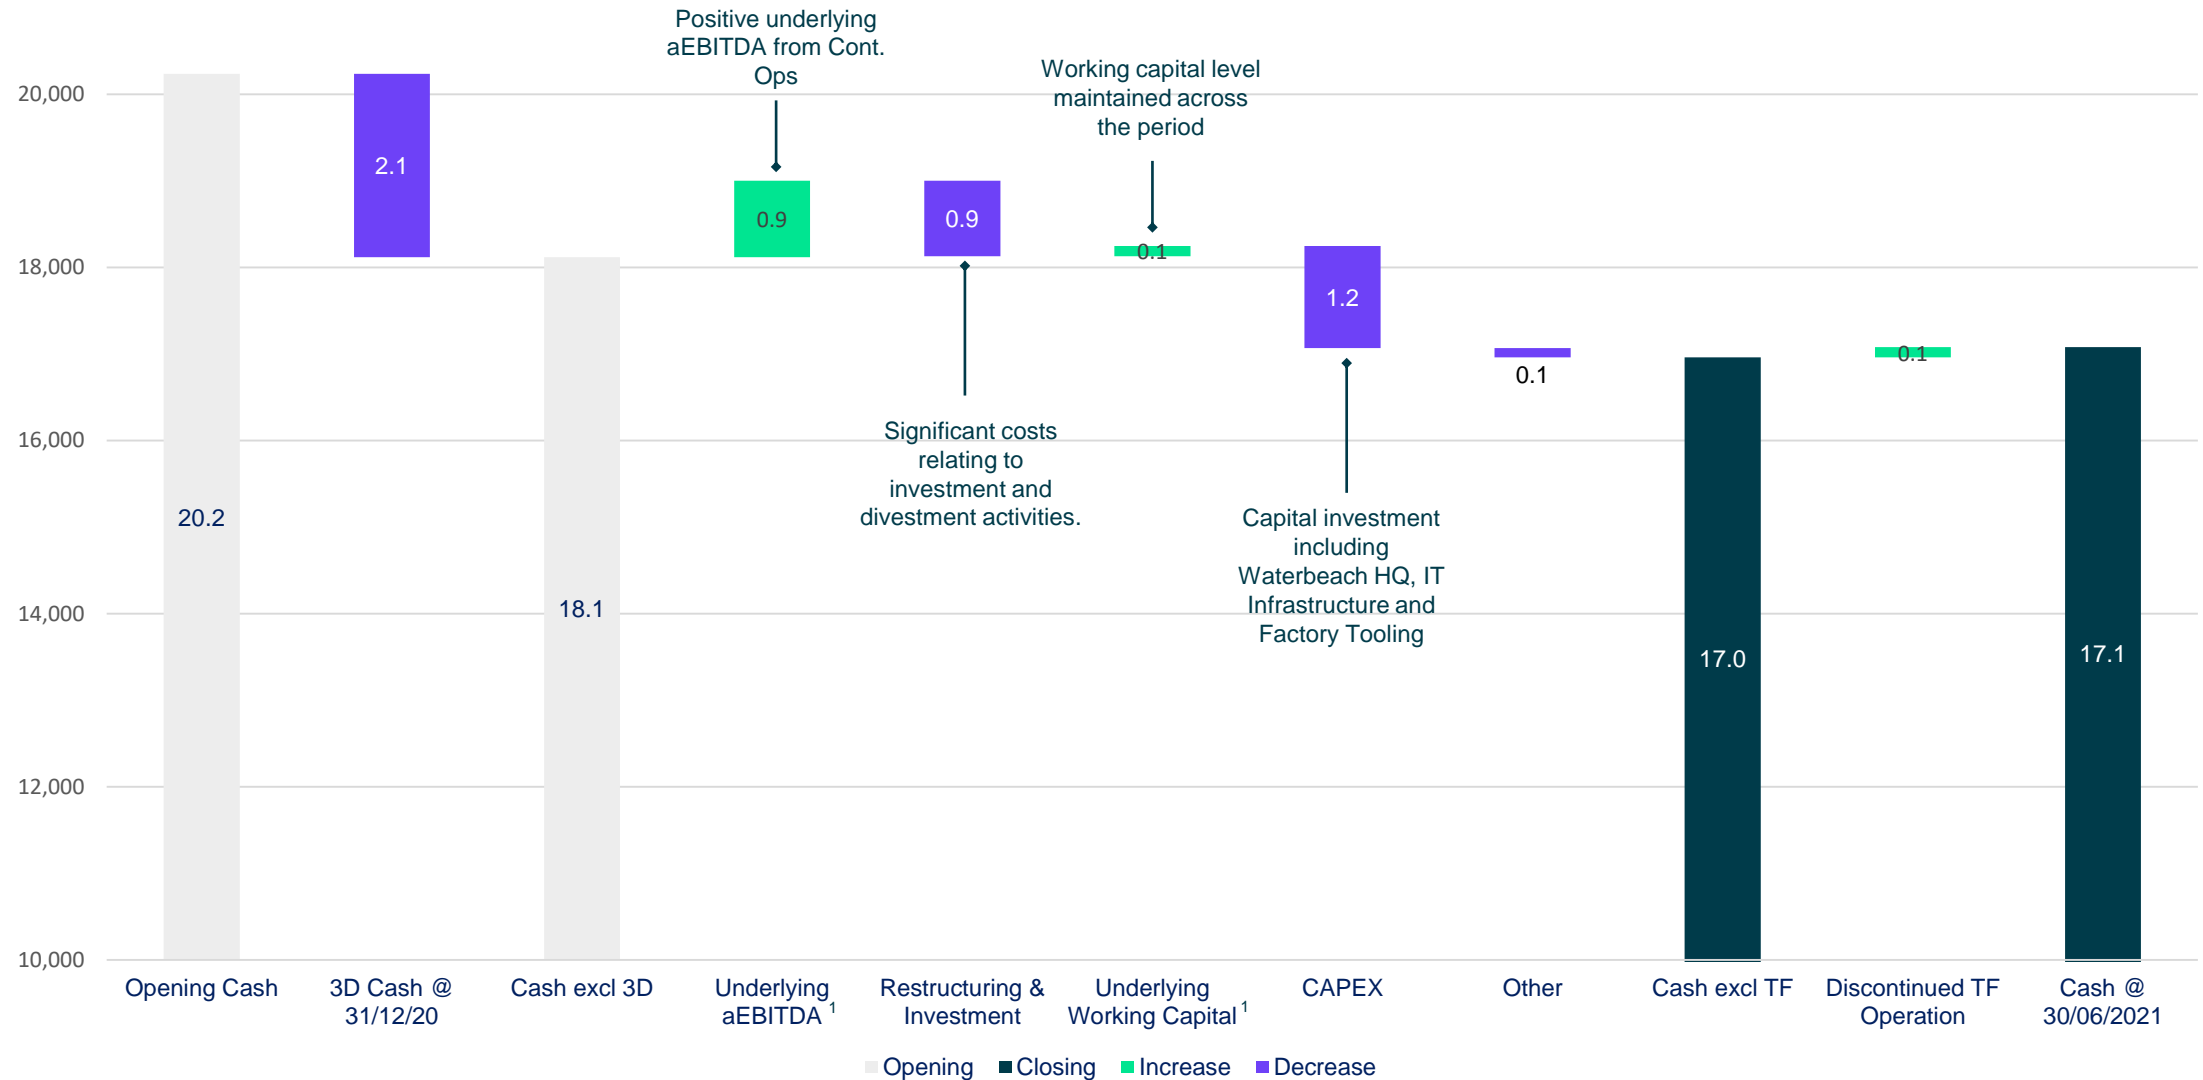 Positive underlying
aEBITDA from Cont.
Ops
Working capital level
maintained across
the period
20,000
18,000
16,000
14,000
12,000
10,000
20.2
2.1
18.1
0.9
0.9
0.1
1.2
0.1
17.0
0.1
17.1
Significant costs
relating to
investment and
divestment activities.
Capital investment
including
Waterbeach HQ, IT
Infrastructure and
Factory Tooling
Opening Cash
3D Cash @
31/12/20
Cash excl 3D
Underlying
aEBITDA 1
Restructuring &
Investment
Underlying
Working Capital 1
CAPEX
Other
Cash excl TF
Discontinued TF
Operation
Cash @
30/06/2021
Opening
Closing
Increase
Decrease